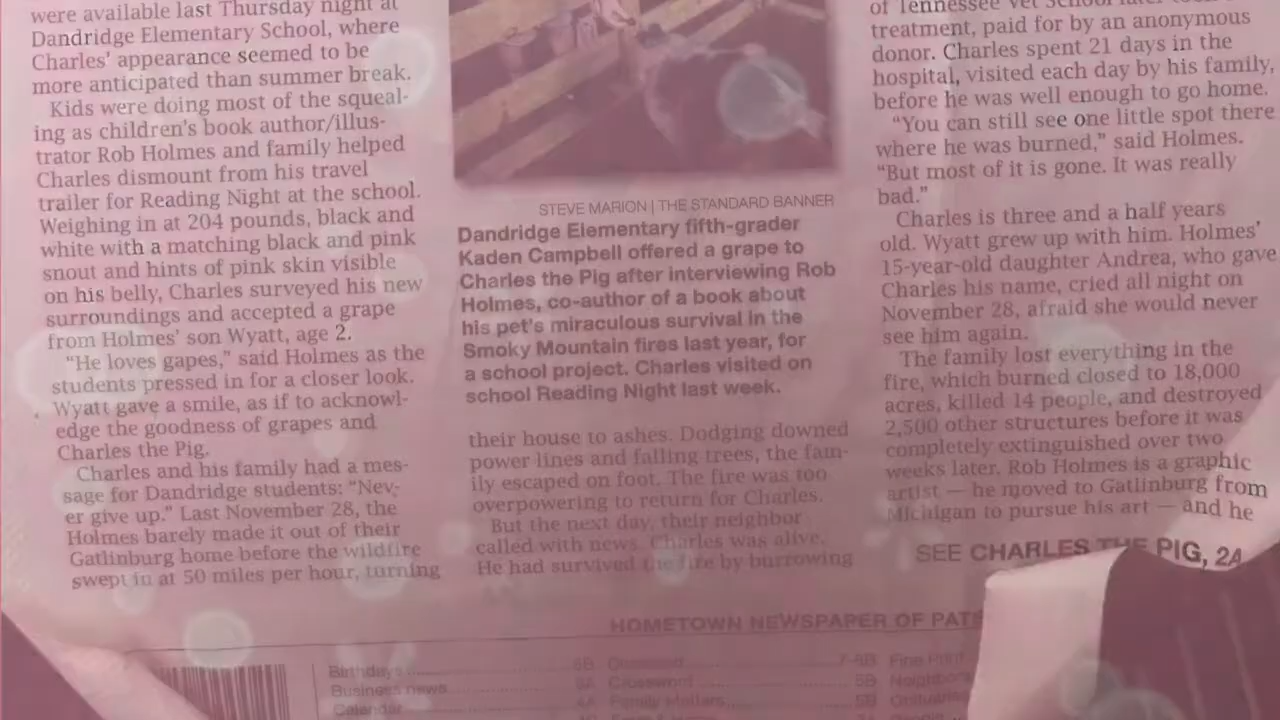 were available last Thursday night at
Dandridge Elementary School, where
Charles' appearance seemed to be
more anticipated than summer break.
Kids were doing most of the squeal-
ing as children's book author/illus-
trator Rob Holmes and family helped
Charles dismount from his travel
trailer for Reading Night at the school.
Weighing in at 204 pounds, black and
white with a matching black and pink
snout and hints of pink skin visible
on his belly, Charles surveyed his new
surroundings and accepted a grape
from Holmes' son Wyatt, age 2.
"He loves gapes," said Holmes as the
students pressed in for a closer look.
Wyatt gave a smile, as if to acknowl-
edge the goodness of grapes and
Charles the Pig.
Charles and his family had a mes-
sage for Dandridge students: "Nev-
er give up." Last November 28, the
Holmes barely made it out of their
Gatlinburg home before the wildfire
swept in at 50 miles per hour, turning
STEVE MARION | THE STANDARD BANNER
Dandridge Elementary fifth-grader
Kaden Campbell offered a grape to
Charles the Pig after interviewing Rob
Holmes, co-author of a book about
his pet's miraculous survival in the
Smoky Mountain fires last year, for
a school project. Charles visited on
school Reading Night last week.
their house to ashes. Dodging downed
power lines and falling trees, the fam-
ily escaped on foot. The fire was too
overpowering to return for Charles.
But the next day, their neighbor
called with news. Charles was alive.
He had survived the fire by burrowing
of Tennessee Vet School
treatment, paid for by an anonymous
donor. Charles spent 21 days in the
hospital, visited each day by his family,
before he was well enough to go home.
"You can still see one little spot there
where he was burned," said Holmes.
"But most of it is gone. It was really
bad."
Charles is three and a half years
old. Wyatt grew up with him. Holmes'
15-year-old daughter Andrea, who gave
Charles his name, cried all night on
November 28, afraid she would never
see him again.
The family lost everything in the
fire, which burned closed to 18,000
acres, killed 14 people, and destroyed
2,500 other structures before it was
completely extinguished over two
weeks later. Rob Holmes is a graphic
artist — he moved to Gatlinburg from
Michigan to pursue his art — and he
SEE CHARLES THE PIG, 2A
HOMETOWN NEWSPAPER OF
Birthdays 6B
Business news
Calendar 4A
Crossword 5B
Family Matters 5B
Fine Print
Neighbors
Obituaries